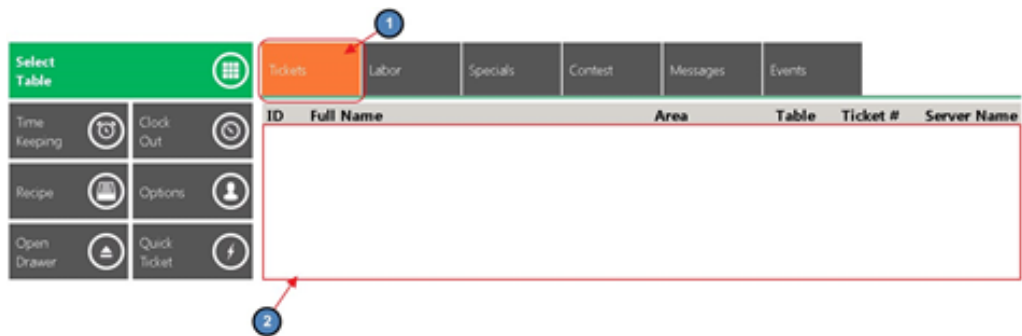 1
Select
Table
Tickets
Labor
Specials
Contest
Messages
Events
ID Full Name Area Table Ticket # Server Name
Time
Keeping
Clock
Out
Recipe
Options
Open
Drawer
Quick
Ticket
2